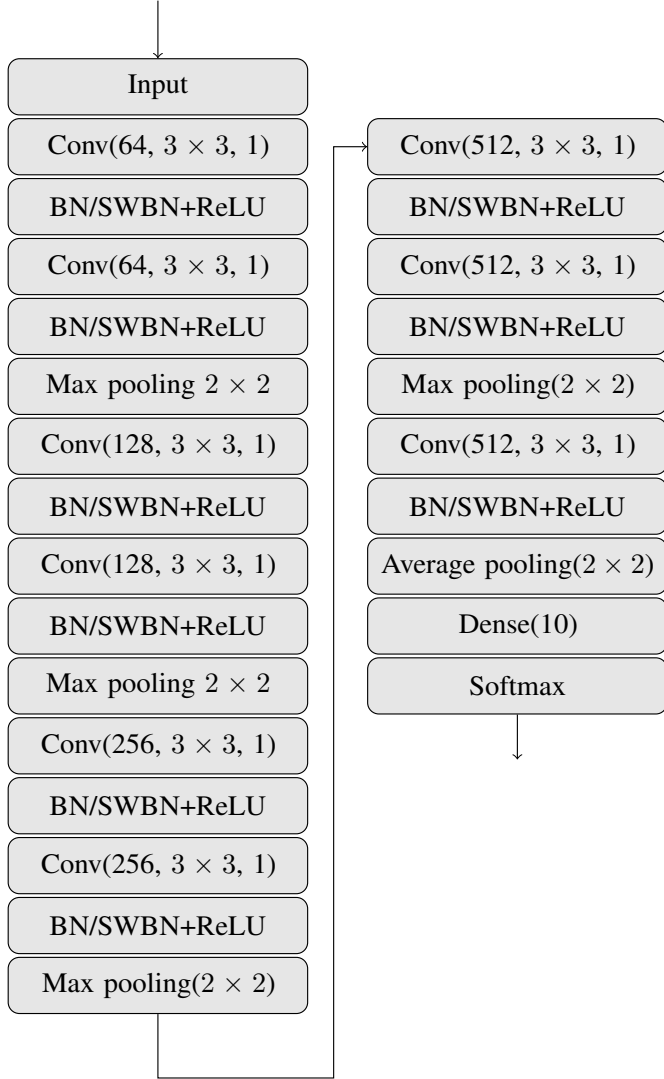 Input
Conv(64, 3 × 3, 1)
BN/SWBN+ReLU
Conv(64, 3 × 3, 1)
BN/SWBN+ReLU
Max pooling 2 × 2
Conv(128, 3 × 3, 1)
BN/SWBN+ReLU
Conv(128, 3 × 3, 1)
BN/SWBN+ReLU
Max pooling 2 × 2
Conv(256, 3 × 3, 1)
BN/SWBN+ReLU
Conv(256, 3 × 3, 1)
BN/SWBN+ReLU
Max pooling(2 × 2)
Conv(512, 3 × 3, 1)
BN/SWBN+ReLU
Conv(512, 3 × 3, 1)
BN/SWBN+ReLU
Max pooling(2 × 2)
Conv(512, 3 × 3, 1)
BN/SWBN+ReLU
Average pooling(2 × 2)
Dense(10)
Softmax